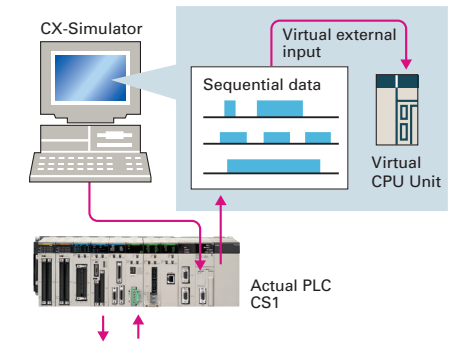 CX-Simulator
Virtual external
input
Sequential data
Virtual
CPU Unit
Actual PLC
CS1